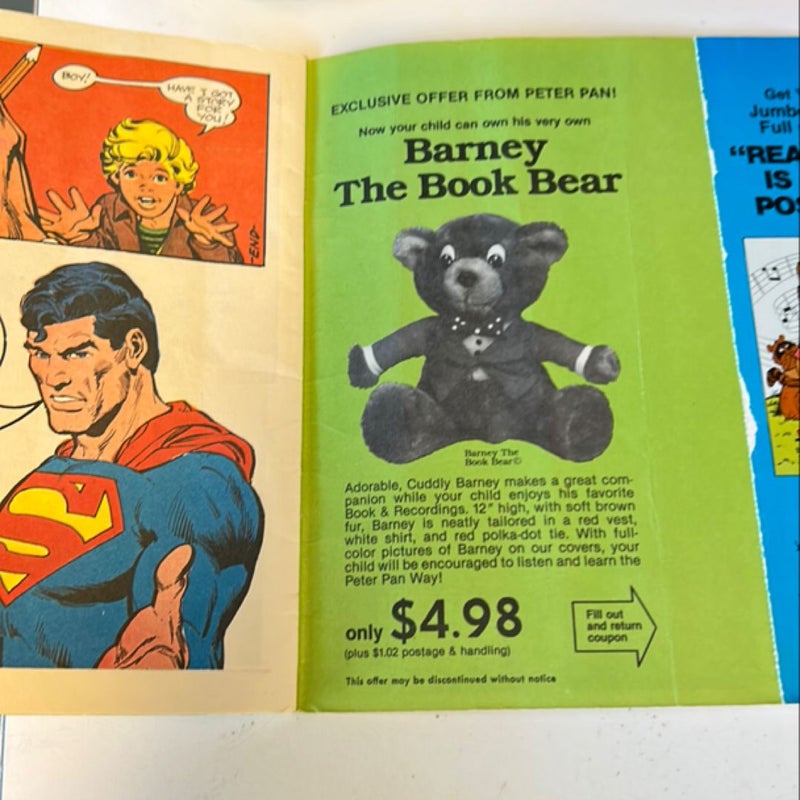 BOY!
HAVE I GOT
A STORY
FOR
YOU!
-END-
S
EXCLUSIVE OFFER FROM PETER PAN!
Now your child can own his very own
Barney
The Book Bear
Barney The
Book Bear©
Adorable, Cuddly Barney makes a great com-
panion while your child enjoys his favorite
Book & Recordings. 12" high, with soft brown
fur, Barney is neatly tailored in a red vest,
white shirt, and red polka-dot tie. With full-
color pictures of Barney on our covers, your
child will be encouraged to listen and learn the
Peter Pan Way!
only $4.98
(plus $1.02 postage & handling)
Fill out
and return
coupon
This offer may be discontinued without notice
Get
Jumb
Full
"REA
IS
POS